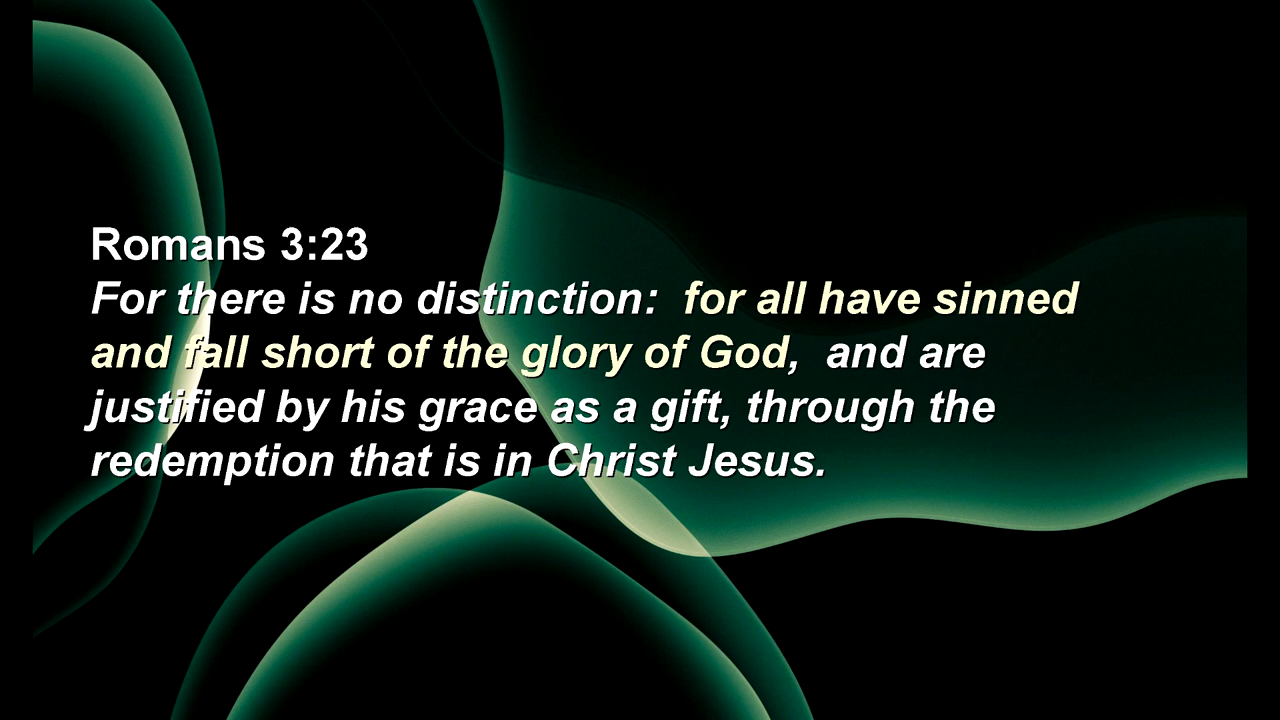 Romans 3:23
For there is no distinction:  for all have sinned
and fall short of the glory of God,  and are
justified by his grace as a gift, through the
redemption that is in Christ Jesus.